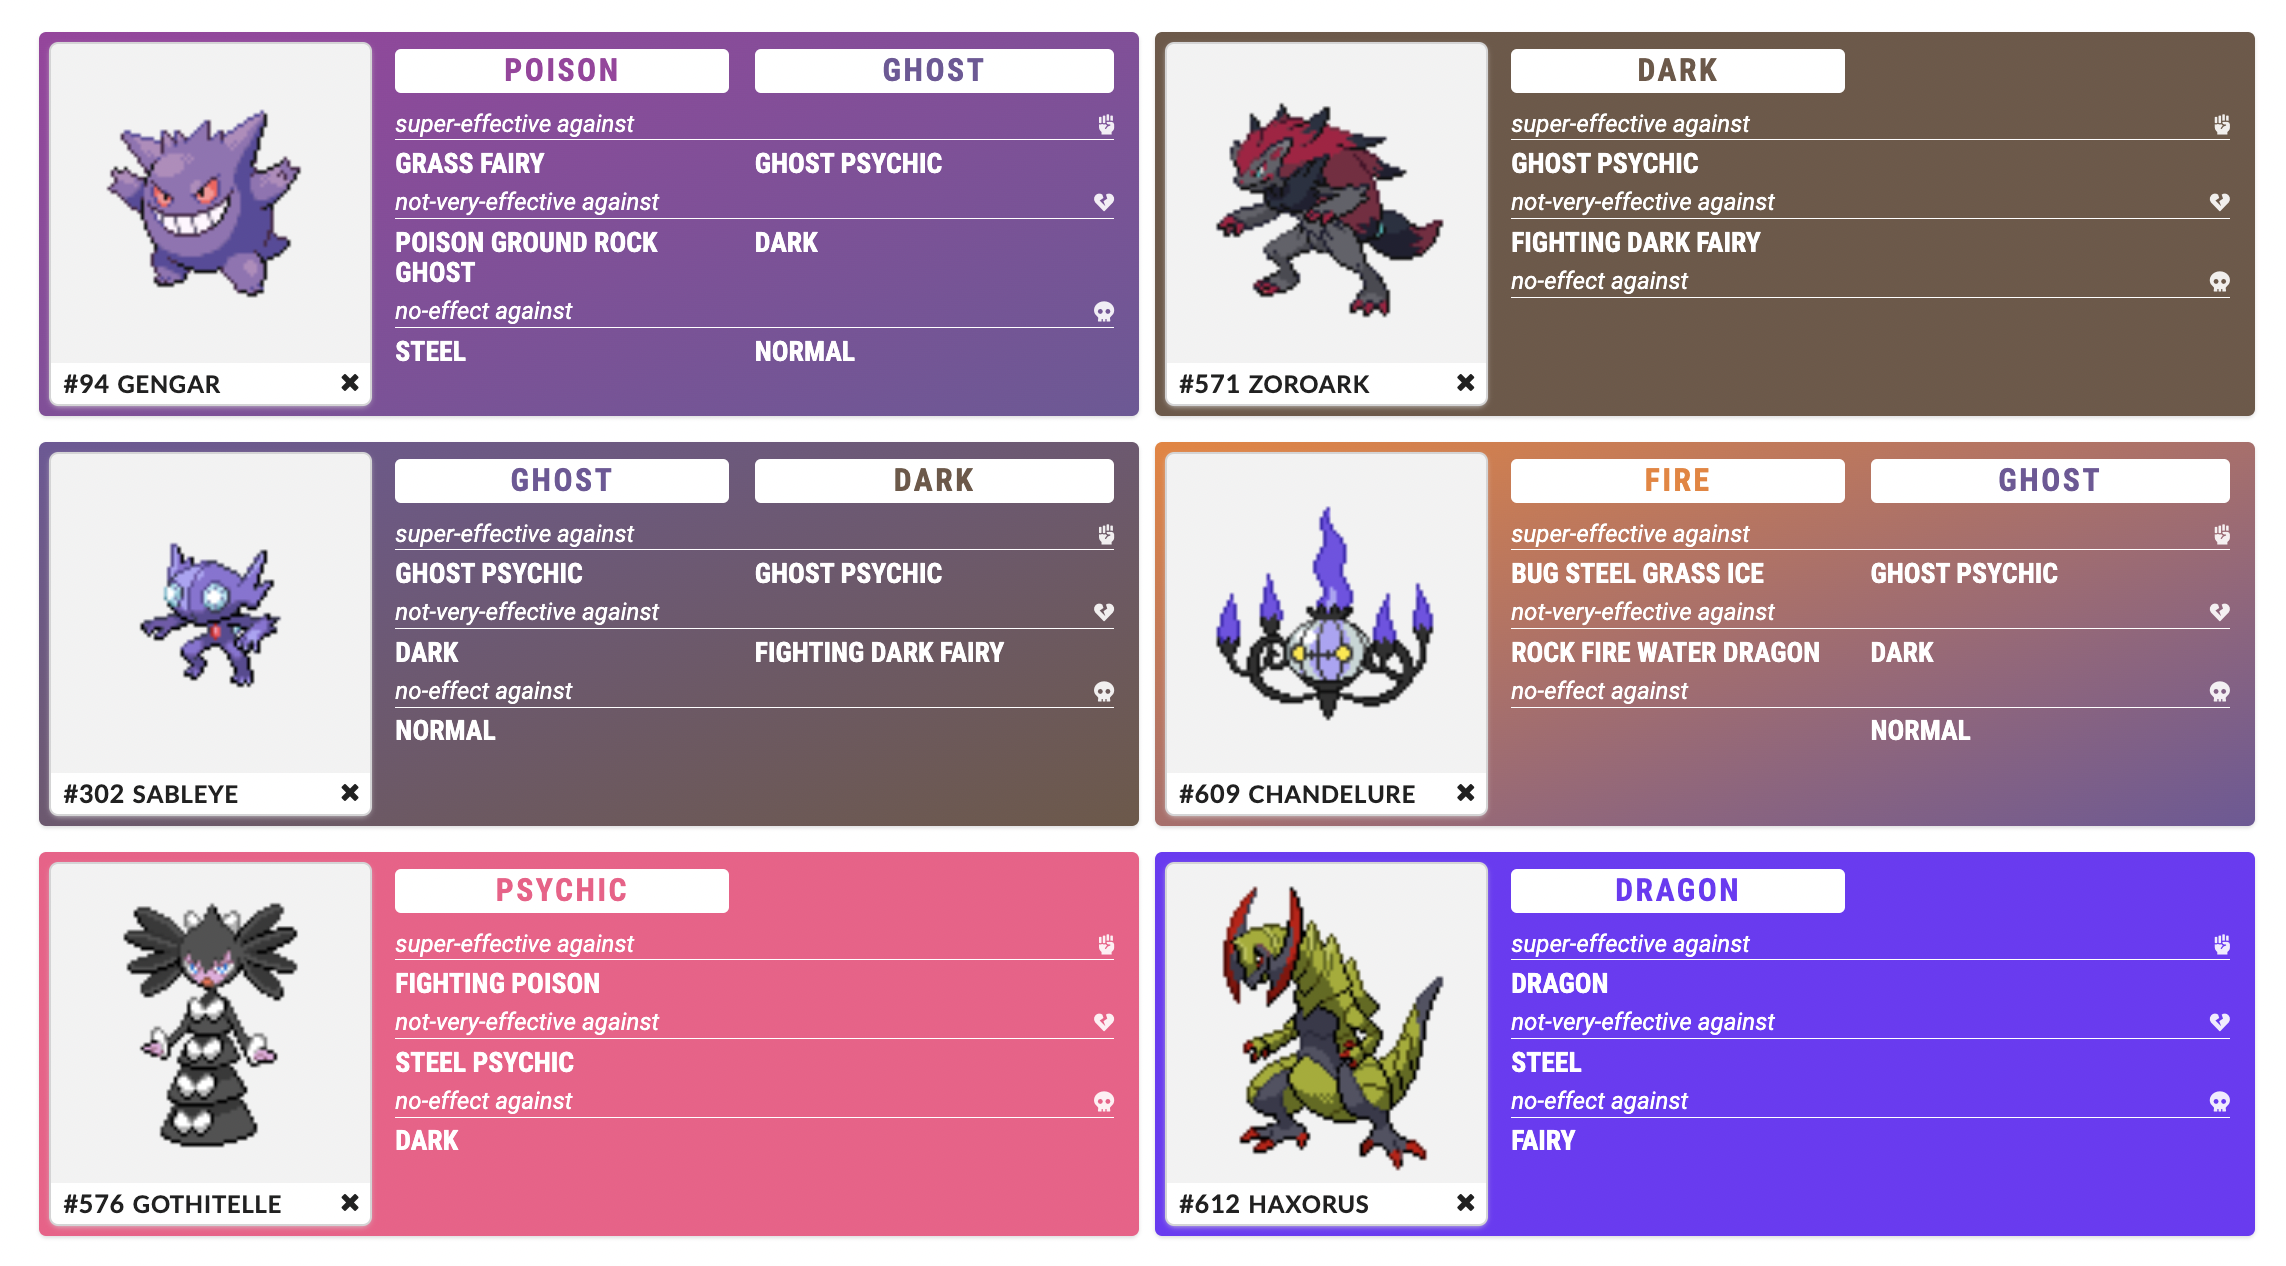 POISON GHOST
super-effective against
GRASS FAIRY GHOST PSYCHIC
not-very-effective against
POISON GROUND ROCK DARK
GHOST
no-effect against
STEEL NORMAL
#94 GENGAR
DARK
super-effective against
GHOST PSYCHIC
not-very-effective against
FIGHTING DARK FAIRY
no-effect against
#571 ZOROARK
GHOST DARK
super-effective against
GHOST PSYCHIC GHOST PSYCHIC
not-very-effective against
DARK FIGHTING DARK FAIRY
no-effect against
NORMAL
#302 SABLEYE
FIRE GHOST
super-effective against
BUG STEEL GRASS ICE GHOST PSYCHIC
not-very-effective against
ROCK FIRE WATER DRAGON DARK
no-effect against
NORMAL
#609 CHANDELURE
PSYCHIC
super-effective against
FIGHTING POISON
not-very-effective against
STEEL PSYCHIC
no-effect against
DARK
#576 GOTHITELLE
DRAGON
super-effective against
DRAGON
not-very-effective against
STEEL
no-effect against
FAIRY
#612 HAXORUS